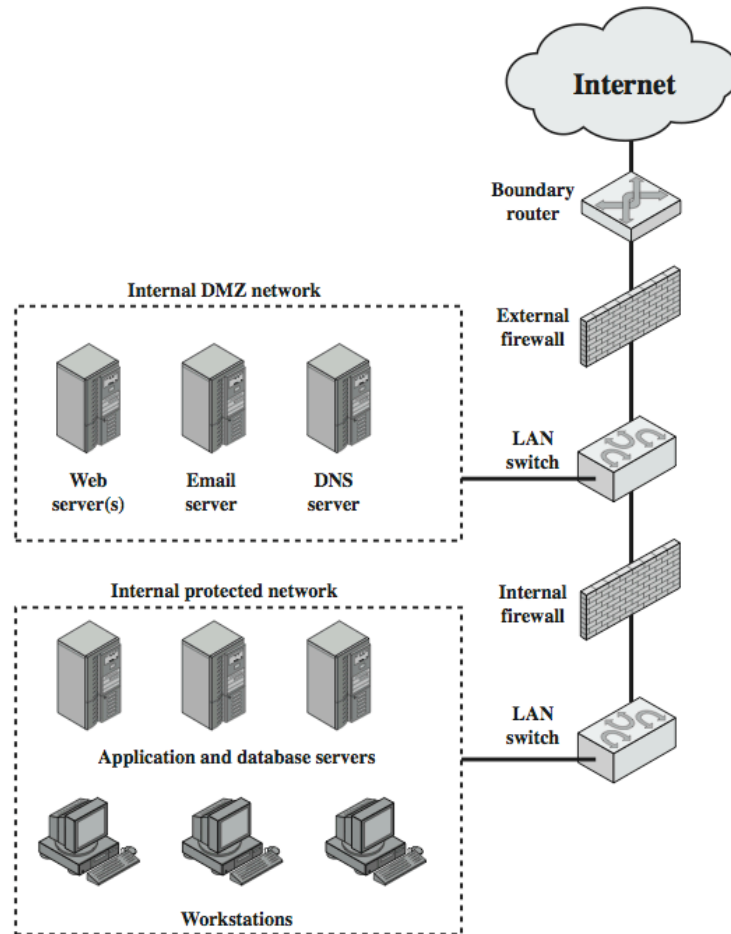 Internet
Boundary
router
Internal DMZ network
External
firewall
LAN
switch
Web
server(s)
Email
server
DNS
server
Internal protected network
Internal
firewall
LAN
switch
Application and database servers
Workstations